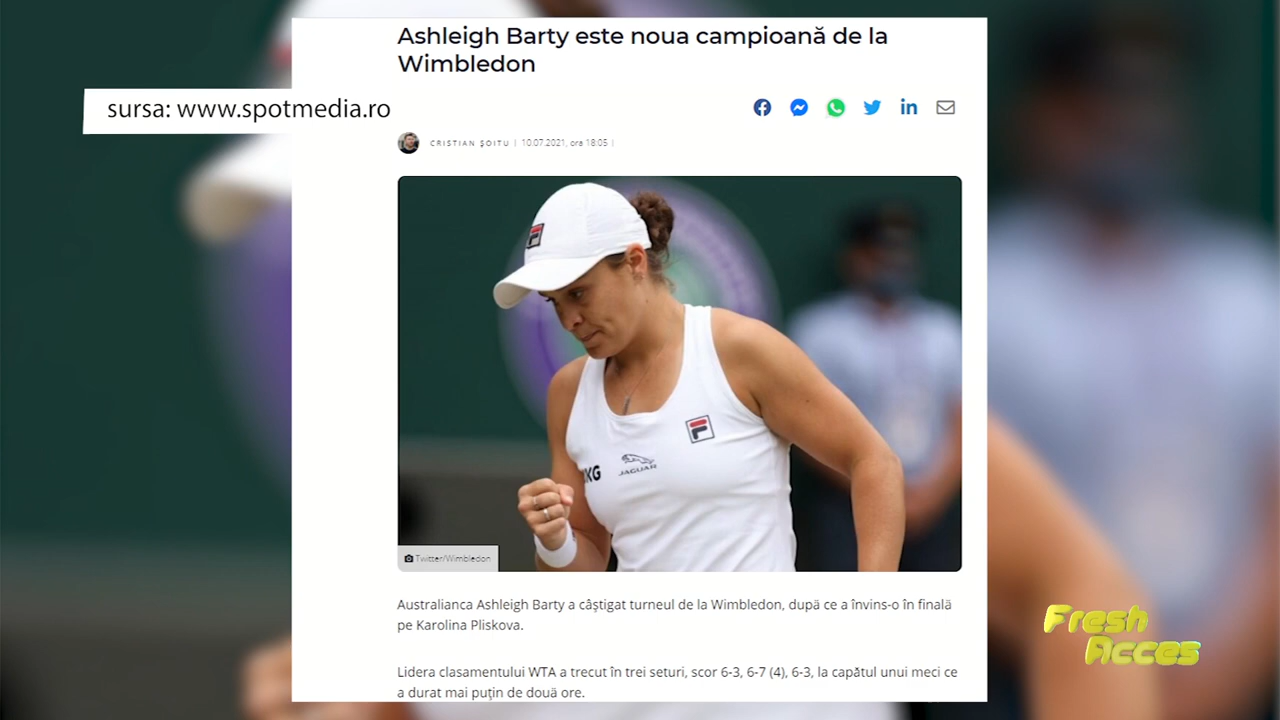 Ashleigh Barty este noua campioană de la
Wimbledon
sursa: www.spotmedia.ro
CRISTIAN ȘOITU | 10.07.2021, ora 18:05 |
KG
JAGUAR
Twitter/Wimbledon
Australianca Ashleigh Barty a câștigat turneul de la Wimbledon, după ce a învins-o în finală
pe Karolina Pliskova.
Lidera clasamentului WTA a trecut în trei seturi, scor 6-3, 6-7 (4), 6-3, la capătul unui meci ce
a durat mai puțin de două ore.
Fresh
Acces